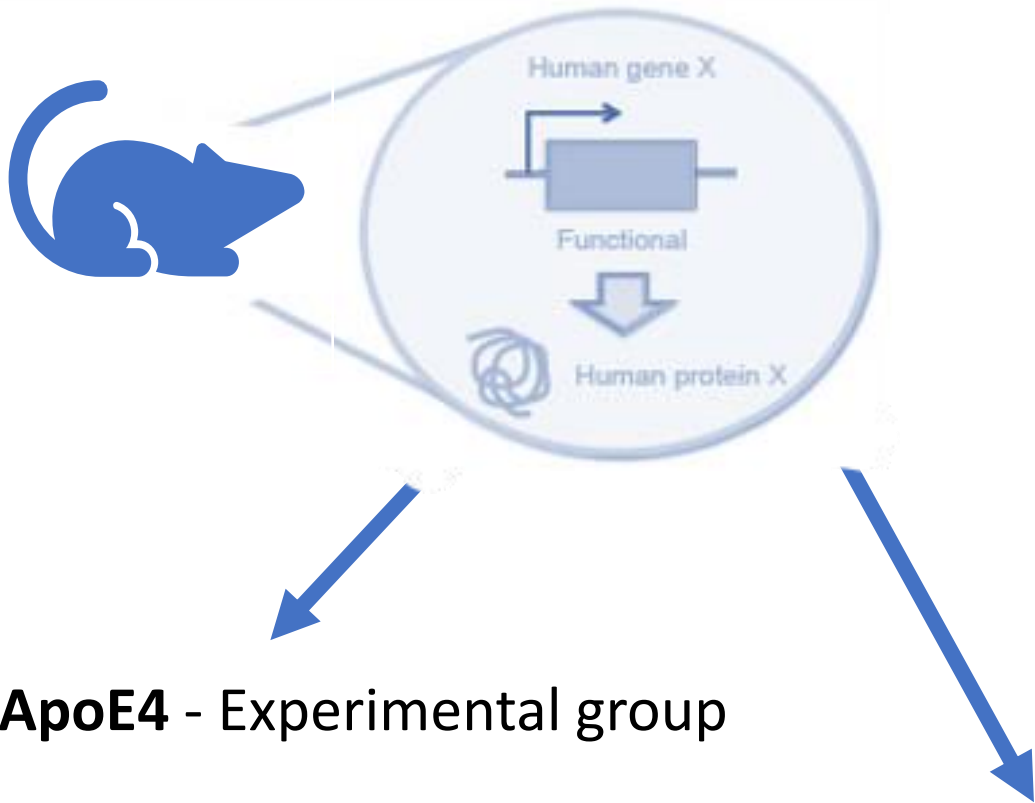 Human gene X
Functional
Human protein X
ApoE4 - Experimental group